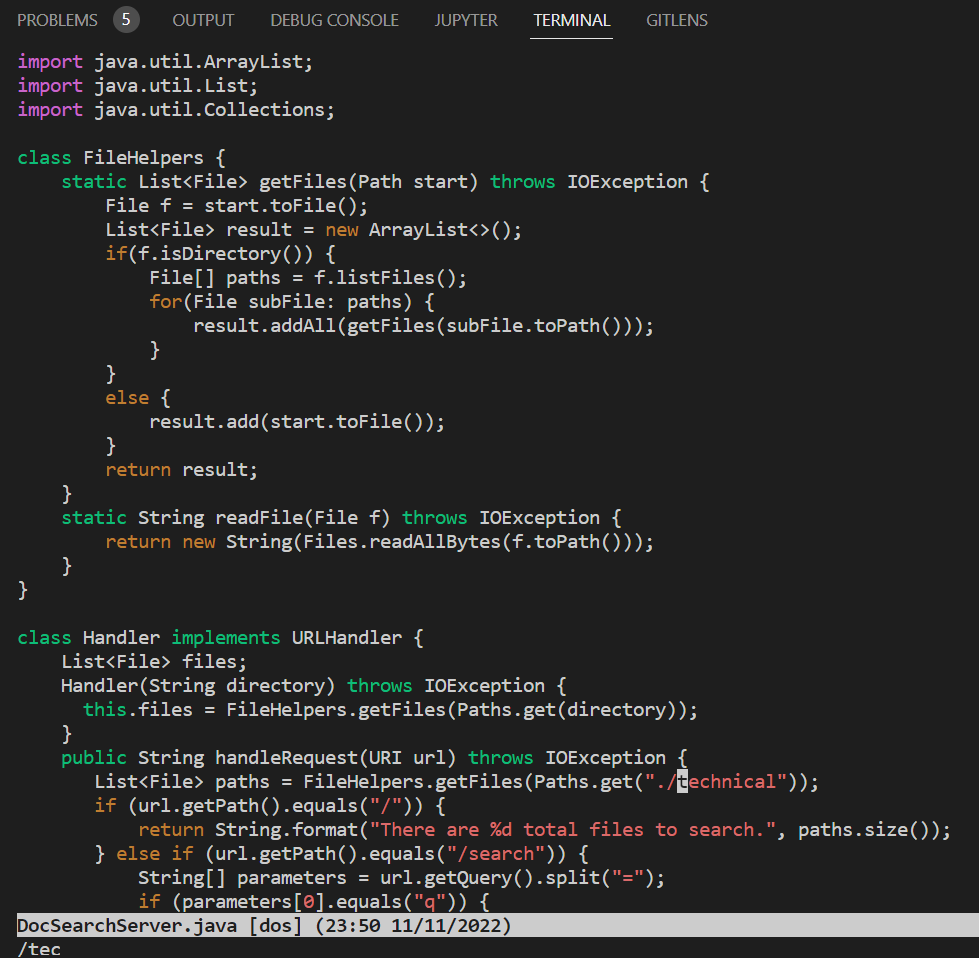 PROBLEMS 5 OUTPUT DEBUG CONSOLE JUPYTER TERMINAL GITLENS
import java.util.ArrayList;
import java.util.List;
import java.util.Collections;

class FileHelpers {
    static List<File> getFiles(Path start) throws IOException {
        File f = start.toFile();
        List<File> result = new ArrayList<>();
        if(f.isDirectory()) {
            File[] paths = f.listFiles();
            for(File subFile: paths) {
                result.addAll(getFiles(subFile.toPath()));
            }
        }
        else {
            result.add(start.toFile());
        }
        return result;
    }
    static String readFile(File f) throws IOException {
        return new String(Files.readAllBytes(f.toPath()));
    }
}

class Handler implements URLHandler {
    List<File> files;
    Handler(String directory) throws IOException {
      this.files = FileHelpers.getFiles(Paths.get(directory));
    }
    public String handleRequest(URI url) throws IOException {
       List<File> paths = FileHelpers.getFiles(Paths.get("./technical"));
       if (url.getPath().equals("/")) {
           return String.format("There are %d total files to search.", paths.size());
       } else if (url.getPath().equals("/search")) {
           String[] parameters = url.getQuery().split("=");
           if (parameters[0].equals("q")) {
DocSearchServer.java [dos] (23:50 11/11/2022)
/tec